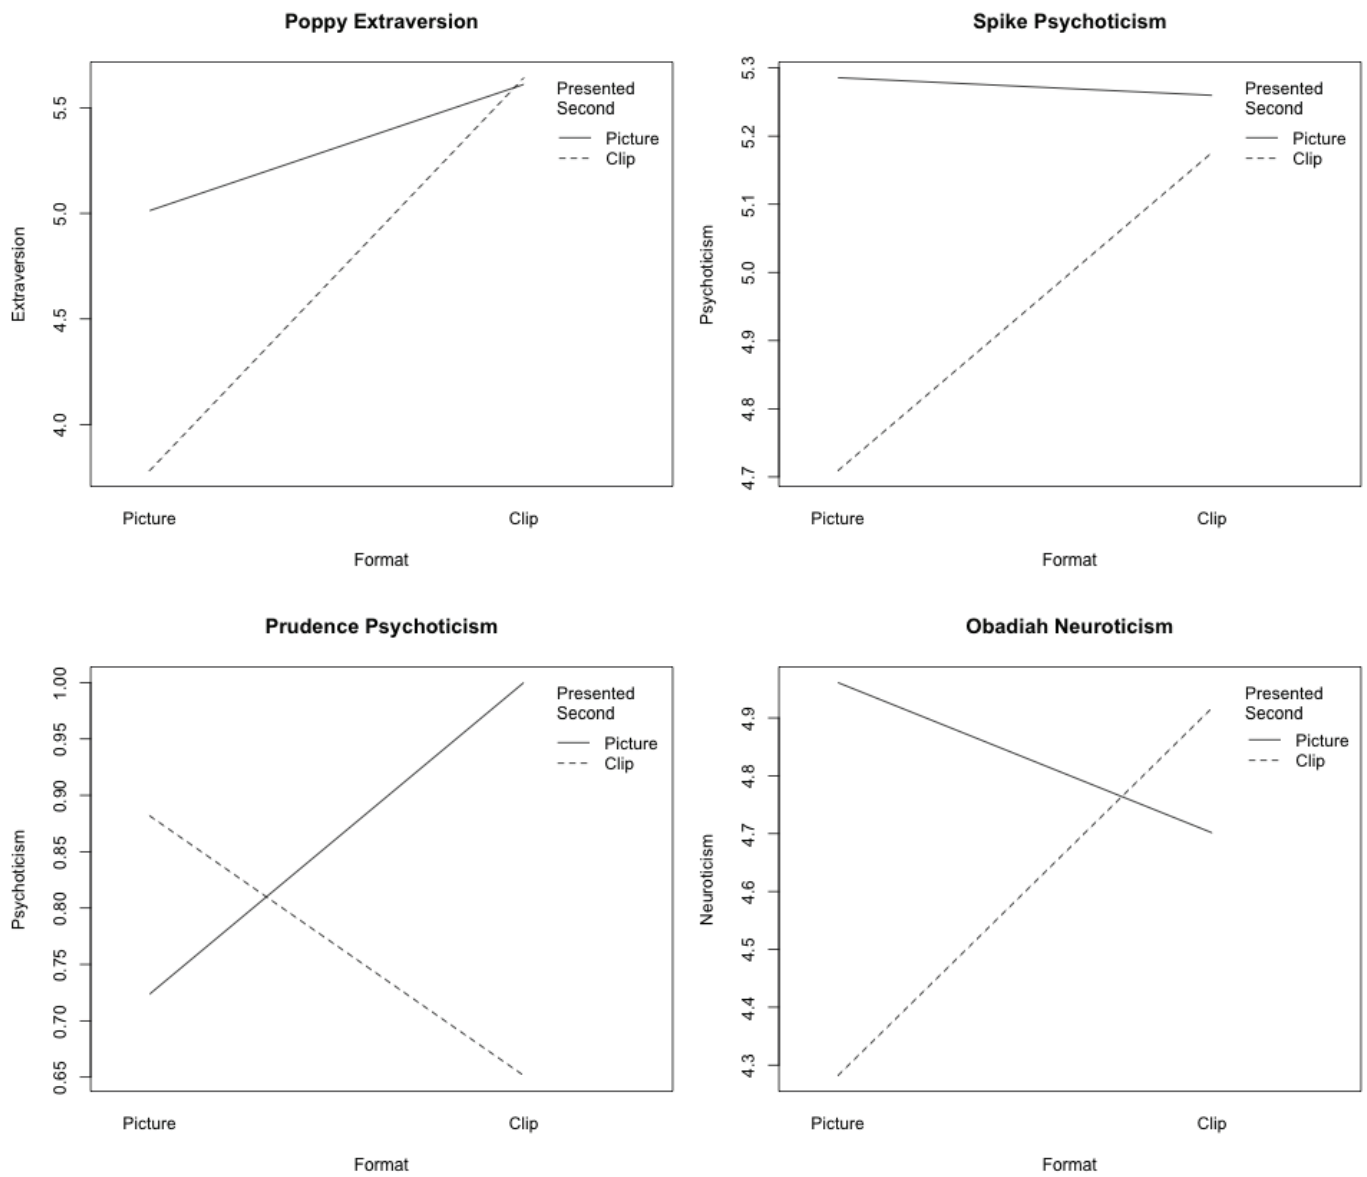 Poppy Extraversion
Extraversion
5.5
5.0
4.5
4.0
Presented
Second
Picture
Clip
Picture
Clip
Format
Spike Psychoticism
Psychoticism
5.3
5.2
5.1
5.0
4.9
4.8
4.7
Presented
Second
Picture
Clip
Picture
Clip
Format
Prudence Psychoticism
Psychoticism
1.00
0.95
0.90
0.85
0.80
0.75
0.70
0.65
Presented
Second
Picture
Clip
Picture
Clip
Format
Obadiah Neuroticism
Neuroticism
4.9
4.8
4.7
4.6
4.5
4.4
4.3
Presented
Second
Picture
Clip
Picture
Clip
Format